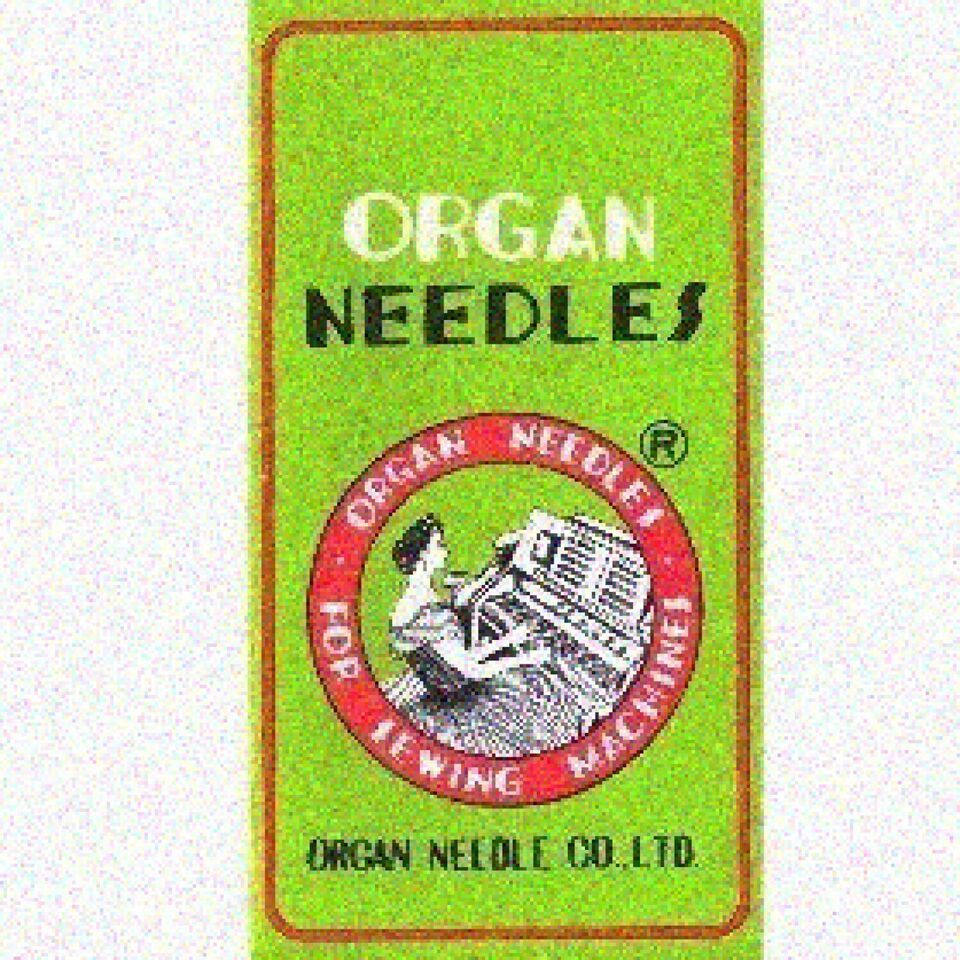 ORGAN
NEEDLES
®
ORGAN NEEDLES
FOR SEWING MACHINES
ORGAN NEEDLE CO.,LTD.